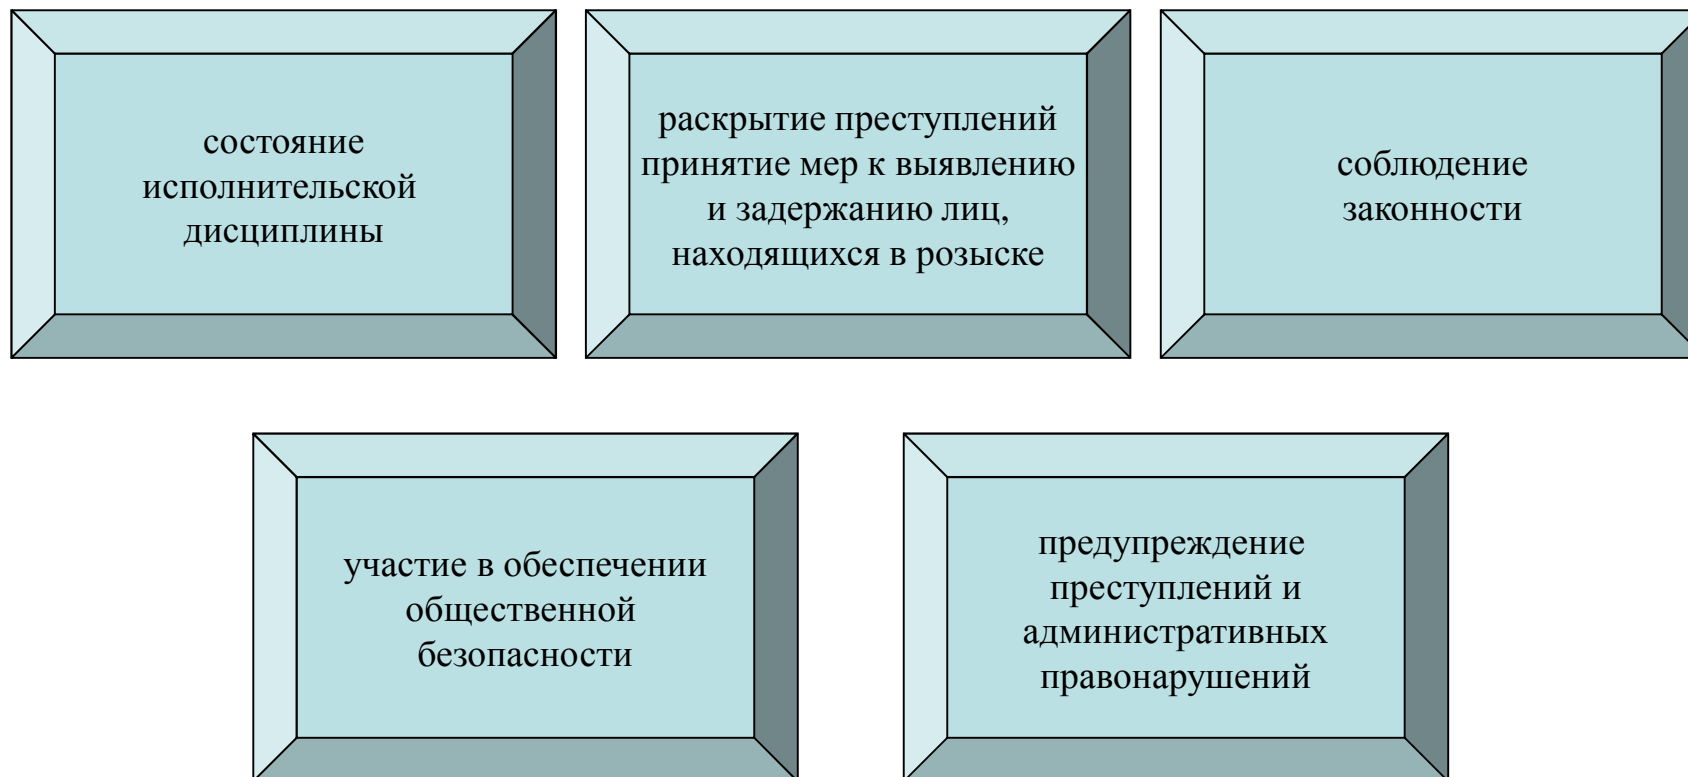 состояние
исполнительской
дисциплины
раскрытие преступлений
принятие мер к выявлению
и задержанию лиц,
находящихся в розыске
соблюдение
законности
участие в обеспечении
общественной
безопасности
предупреждение
преступлений и
административных
правонарушений